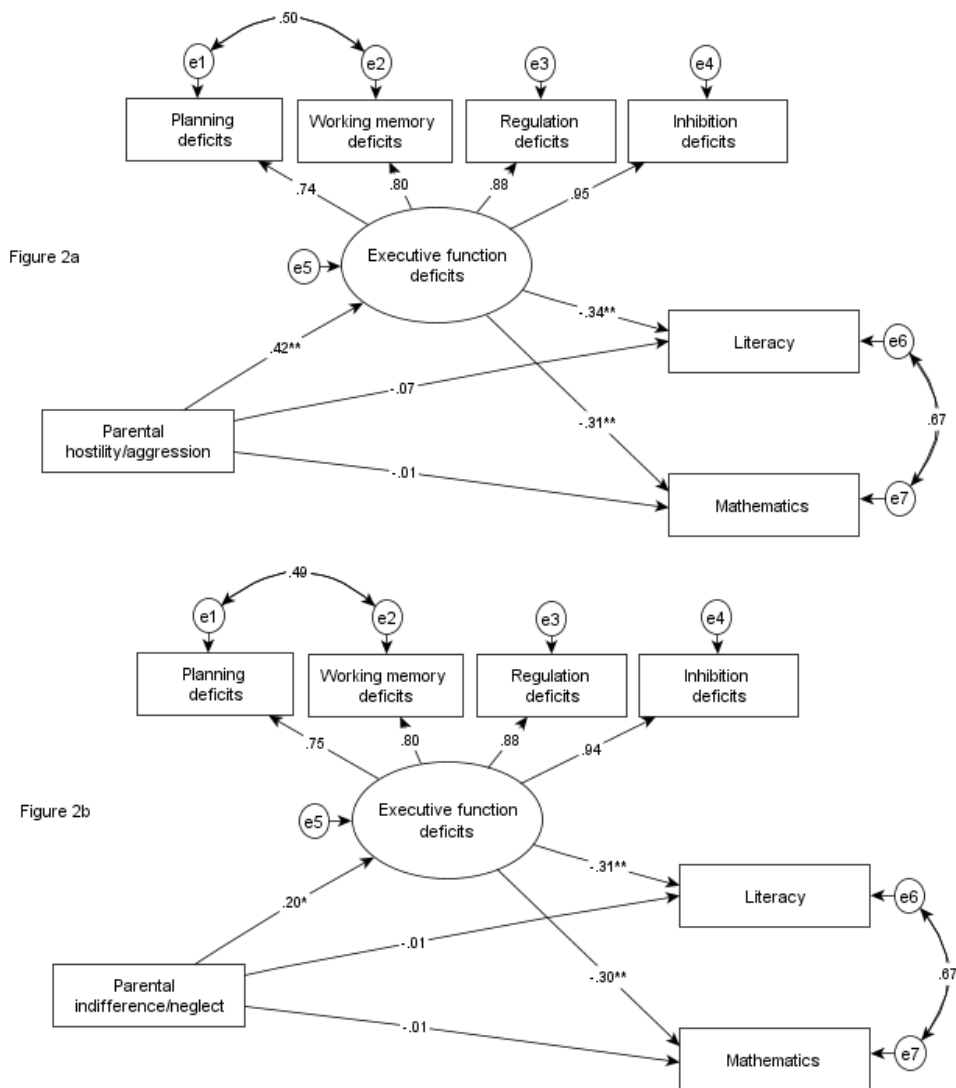 .50
e1
e2
e3
e4
Planning
deficits
Working memory
deficits
Regulation
deficits
Inhibition
deficits
.74
.80
.88
.95
Figure 2a
e5
Executive function
deficits
-.34**
.42**
Literacy
e6
-.07
-.31**
.67
Parental
hostility/aggression
-.01
Mathematics
e7
.49
e1
e2
e3
e4
Planning
deficits
Working memory
deficits
Regulation
deficits
Inhibition
deficits
.75
.80
.88
.94
Figure 2b
e5
Executive function
deficits
-.31**
.20*
Literacy
e6
-.01
-.30**
.67
Parental
indifference/neglect
-.01
Mathematics
e7